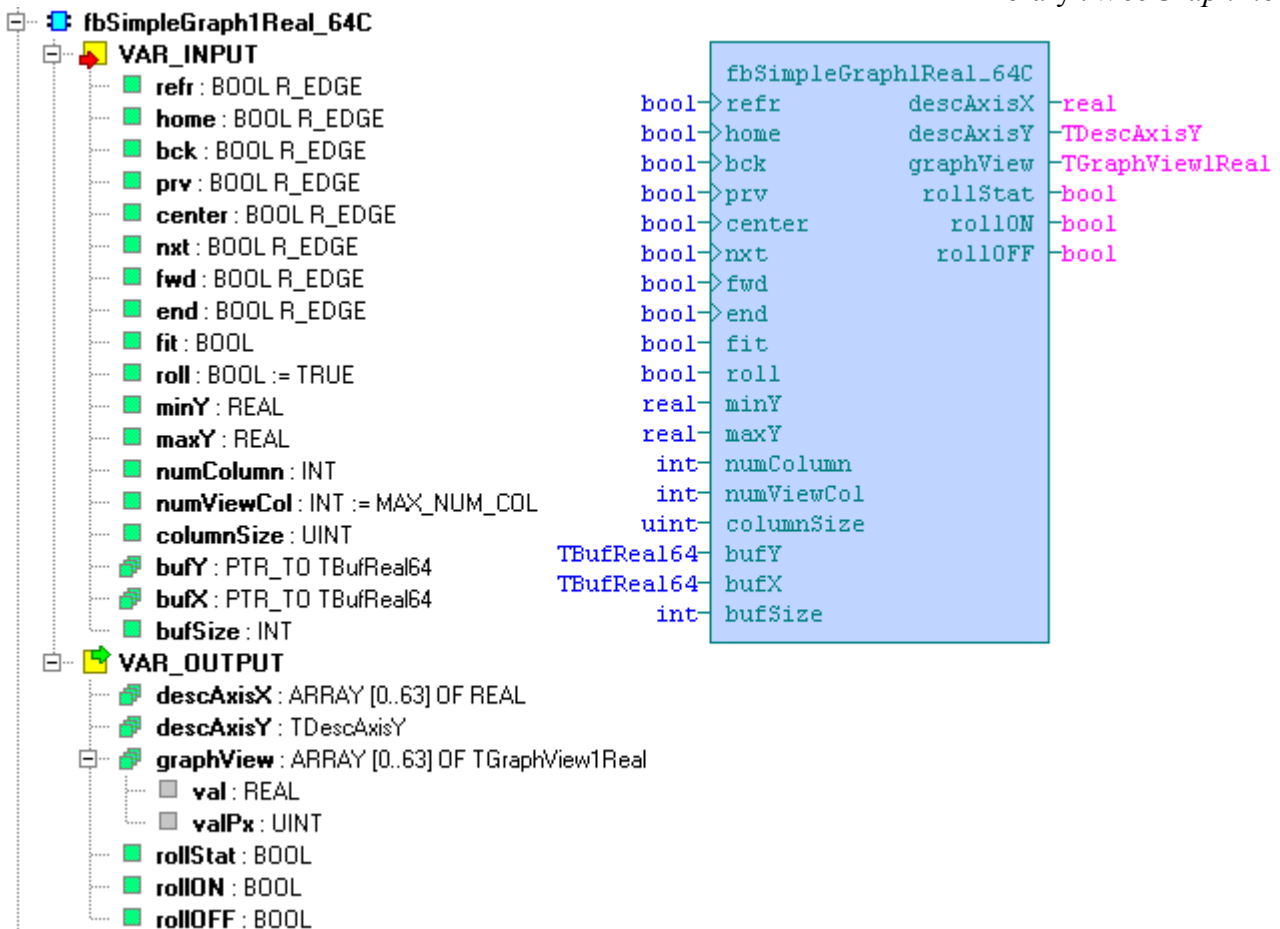 fbSimpleGraph1Real_64C
VAR_INPUT
refr : BOOL R_EDGE
home : BOOL R_EDGE
bck : BOOL R_EDGE
prv : BOOL R_EDGE
center : BOOL R_EDGE
nxt : BOOL R_EDGE
fwd : BOOL R_EDGE
end : BOOL R_EDGE
fit : BOOL
roll : BOOL := TRUE
minY : REAL
maxY : REAL
numColumn : INT
numViewCol : INT := MAX_NUM_COL
columnSize : UINT
bufY : PTR_TO TBufReal64
bufX : PTR_TO TBufReal64
bufSize : INT
VAR_OUTPUT
descAxisX : ARRAY [0..63] OF REAL
descAxisY : TDescAxisY
graphView : ARRAY [0..63] OF TGraphView1Real
val : REAL
valPx : UINT
rollStat : BOOL
rollON : BOOL
rollOFF : BOOL
fbSimpleGraph1Real_64C
bool refr descAxisX real
bool home descAxisY TDescAxisY
bool bck graphView TGraphView1Real
bool prv rollStat bool
bool center rollON bool
bool nxt rollOFF bool
bool fwd
bool end
bool fit
bool roll
real minY
real maxY
int numColumn
int numViewCol
uint columnSize
TBufReal64 bufY
TBufReal64 bufX
int bufSize